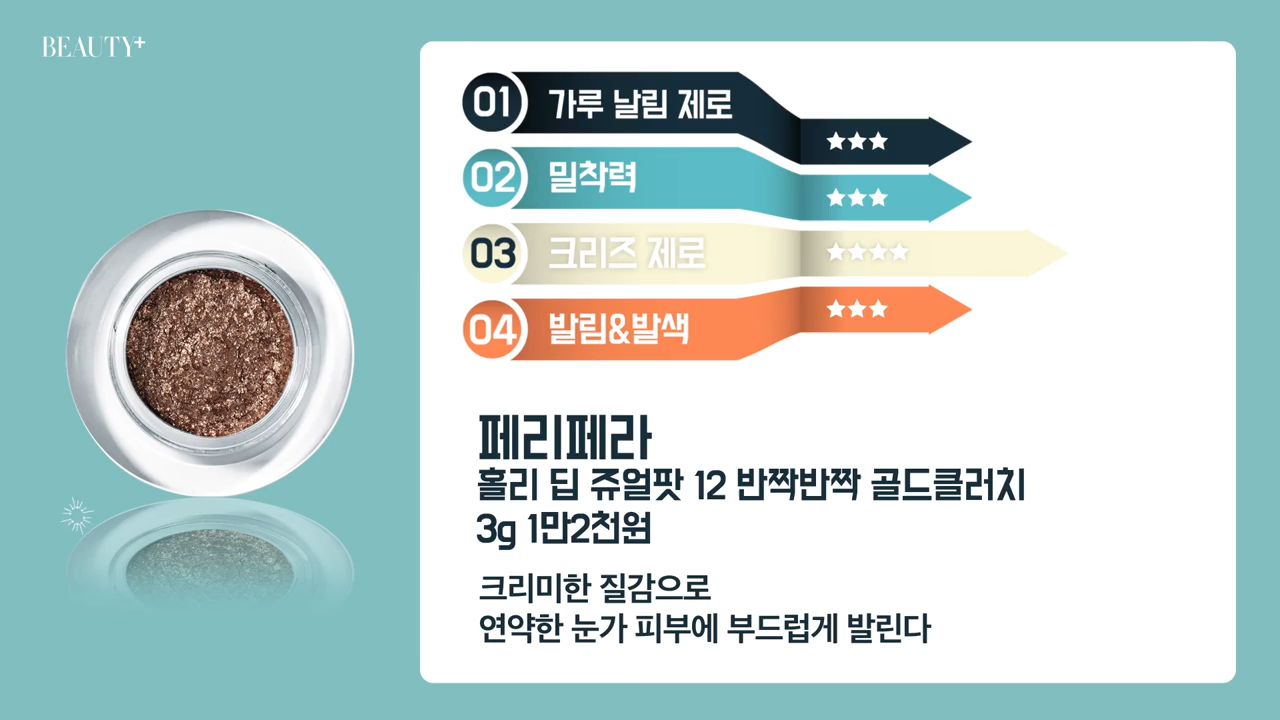 BEAUTY+
01 가루 날림 제로 ★★★
02 밀착력 ★★★
03 크리즈 제로 ★★★★
04 발림&발색 ★★★
페리페라
홀리 딥 쥬얼팟 12 반짝반짝 골드클러치
3g 1만2천원
크리미한 질감으로
연약한 눈가 피부에 부드럽게 발린다